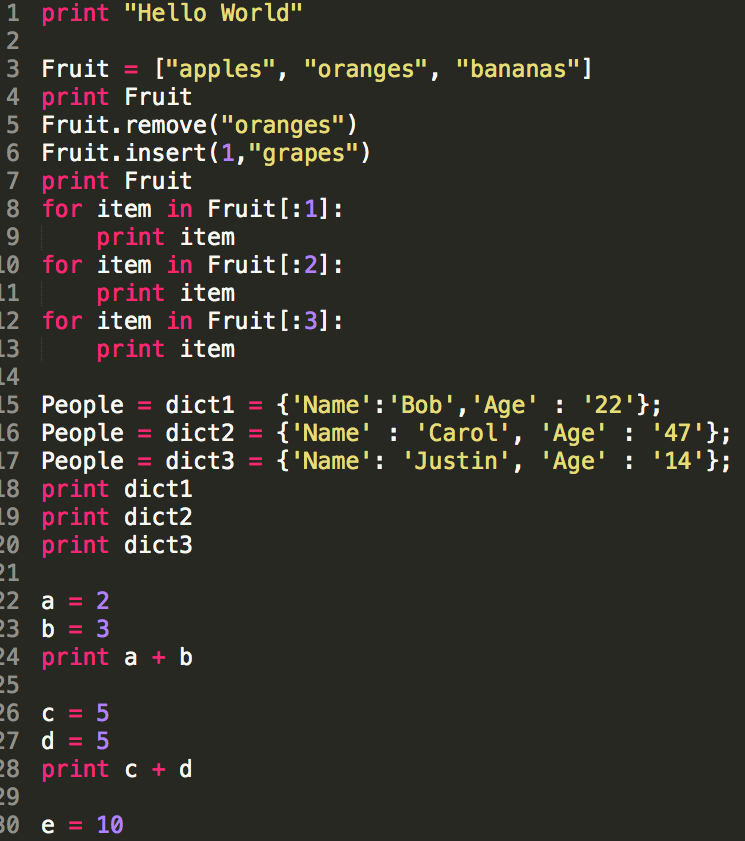 1 print "Hello World"
2
3 Fruit = ["apples", "oranges", "bananas"]
4 print Fruit
5 Fruit.remove("oranges")
6 Fruit.insert(1,"grapes")
7 print Fruit
8 for item in Fruit[:1]:
9     print item
10 for item in Fruit[:2]:
11     print item
12 for item in Fruit[:3]:
13     print item
14
15 People = dict1 = {'Name':'Bob','Age' : '22'};
16 People = dict2 = {'Name' : 'Carol', 'Age' : '47'};
17 People = dict3 = {'Name': 'Justin', 'Age' : '14'};
18 print dict1
19 print dict2
20 print dict3
21
22 a = 2
23 b = 3
24 print a + b
25
26 c = 5
27 d = 5
28 print c + d
29
30 e = 10